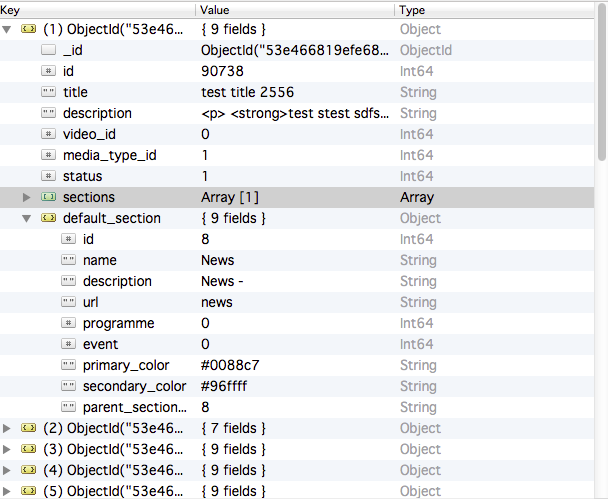 Key Value Type
(1) ObjectId("53e46... { 9 fields } Object
_id ObjectId("53e466819efe68... ObjectId
# id 90738 Int64
" " title test title 2556 String
" " description <p> <strong>test stest sdfs... String
# video_id 0 Int64
# media_type_id 1 Int64
# status 1 Int64
sections Array [1] Array
default_section { 9 fields } Object
# id 8 Int64
" " name News String
" " description News - String
" " url news String
# programme 0 Int64
# event 0 Int64
" " primary_color #0088c7 String
" " secondary_color #96ffff String
" " parent_section... 8 String
(2) ObjectId("53e46... { 7 fields } Object
(3) ObjectId("53e46... { 9 fields } Object
(4) ObjectId("53e46... { 9 fields } Object
(5) ObjectId("53e46... { 9 fields } Object